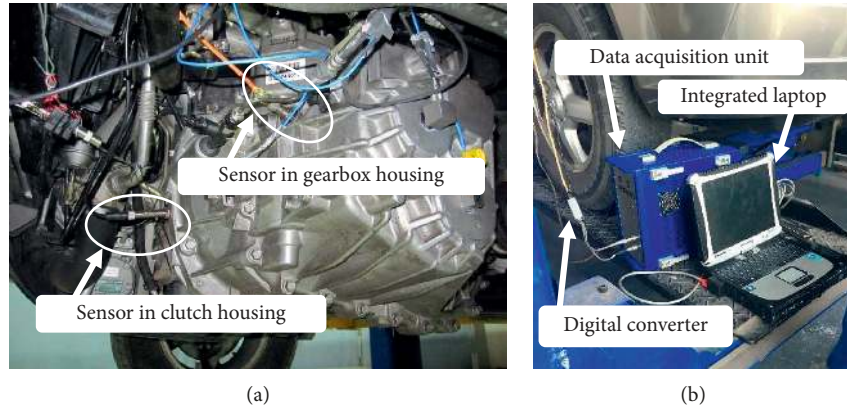 Sensor in gearbox housing
Sensor in clutch housing
(a)
Data acquisition unit
Integrated laptop
Digital converter
(b)